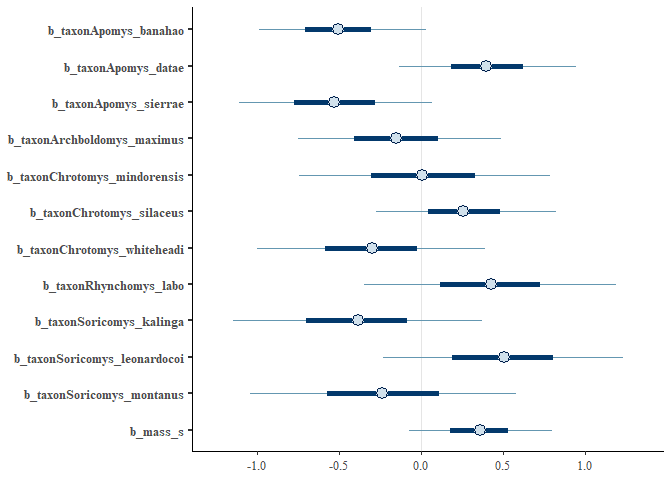 b_taxonApomys_banahao
b_taxonApomys_datae
b_taxonApomys_sierrae
b_taxonArchboldomys_maximus
b_taxonChrotomys_mindorensis
b_taxonChrotomys_silaceus
b_taxonChrotomys_whiteheadi
b_taxonRhynchomys_labo
b_taxonSoricomys_kalinga
b_taxonSoricomys_leonardocoi
b_taxonSoricomys_montanus
b_mass_s
-1.0 -0.5 0.0 0.5 1.0